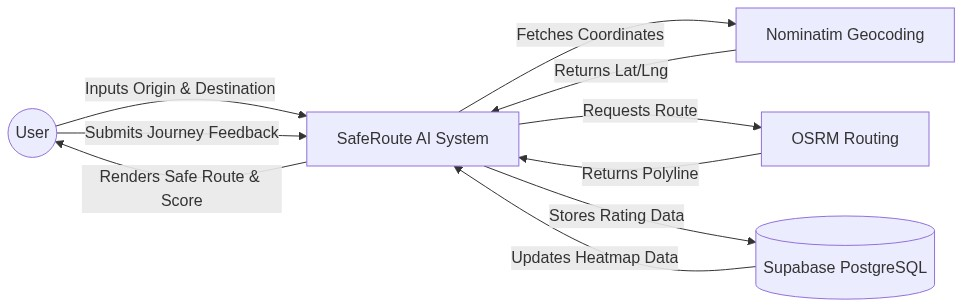 Fetches Coordinates
Nominatim Geocoding
Returns Lat/Lng
Inputs Origin & Destination
Requests Route
User
Submits Journey Feedback
SafeRoute AI System
OSRM Routing
Renders Safe Route &
Score
Returns Polyline
Stores Rating Data
Updates Heatmap Data
Supabase PostgreSQL